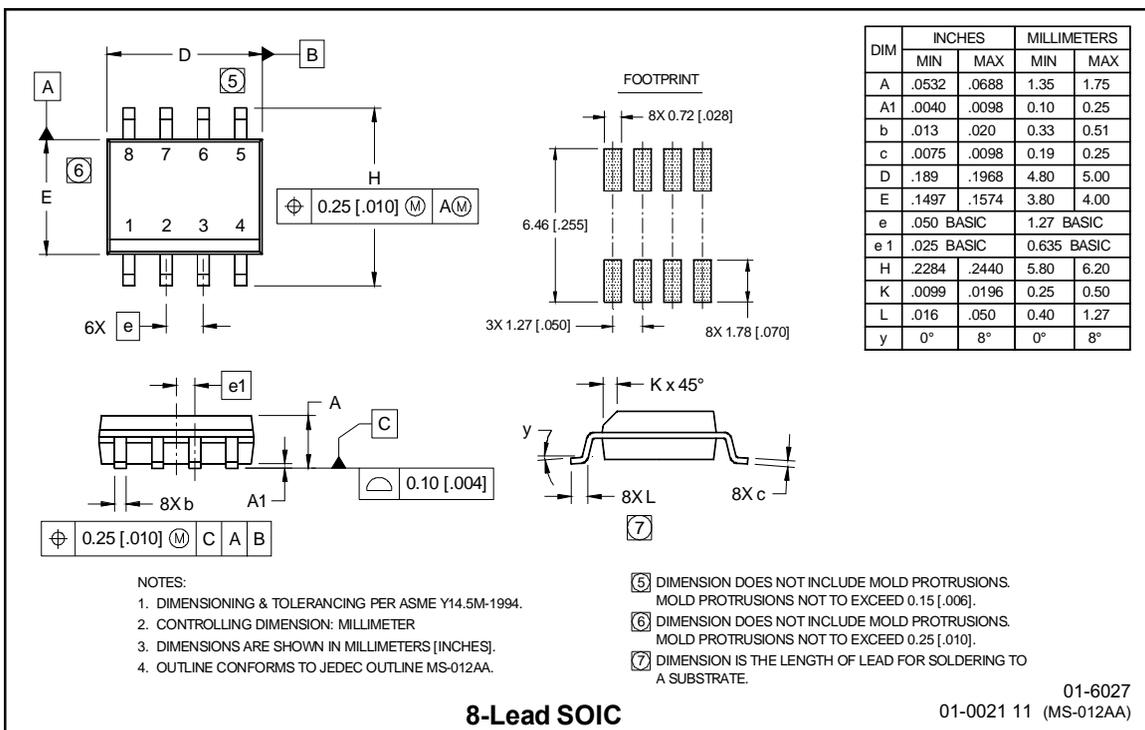 D
B
5
A
8 7 6 5
6
E
H
⌖ 0.25 [.010] Ⓜ AⓂ
1 2 3 4
6X e
FOOTPRINT
8X 0.72 [.028]
6.46 [.255]
3X 1.27 [.050]
8X 1.78 [.070]
DIM INCHES MILLIMETERS
MIN MAX MIN MAX
A .0532 .0688 1.35 1.75
A1 .0040 .0098 0.10 0.25
b .013 .020 0.33 0.51
c .0075 .0098 0.19 0.25
D .189 .1968 4.80 5.00
E .1497 .1574 3.80 4.00
e .050 BASIC 1.27 BASIC
e 1 .025 BASIC 0.635 BASIC
H .2284 .2440 5.80 6.20
K .0099 .0196 0.25 0.50
L .016 .050 0.40 1.27
y 0° 8° 0° 8°
e1
A
C
⌓ 0.10 [.004]
8X b
A1
⌖ 0.25 [.010] Ⓜ C A B
K x 45°
y
8X L
8X c
7
NOTES:
1. DIMENSIONING & TOLERANCING PER ASME Y14.5M-1994.
2. CONTROLLING DIMENSION: MILLIMETER
3. DIMENSIONS ARE SHOWN IN MILLIMETERS [INCHES].
4. OUTLINE CONFORMS TO JEDEC OUTLINE MS-012AA.
5 DIMENSION DOES NOT INCLUDE MOLD PROTRUSIONS.
MOLD PROTRUSIONS NOT TO EXCEED 0.15 [.006].
6 DIMENSION DOES NOT INCLUDE MOLD PROTRUSIONS.
MOLD PROTRUSIONS NOT TO EXCEED 0.25 [.010].
7 DIMENSION IS THE LENGTH OF LEAD FOR SOLDERING TO
A SUBSTRATE.
8-Lead SOIC
01-6027
01-0021 11 (MS-012AA)